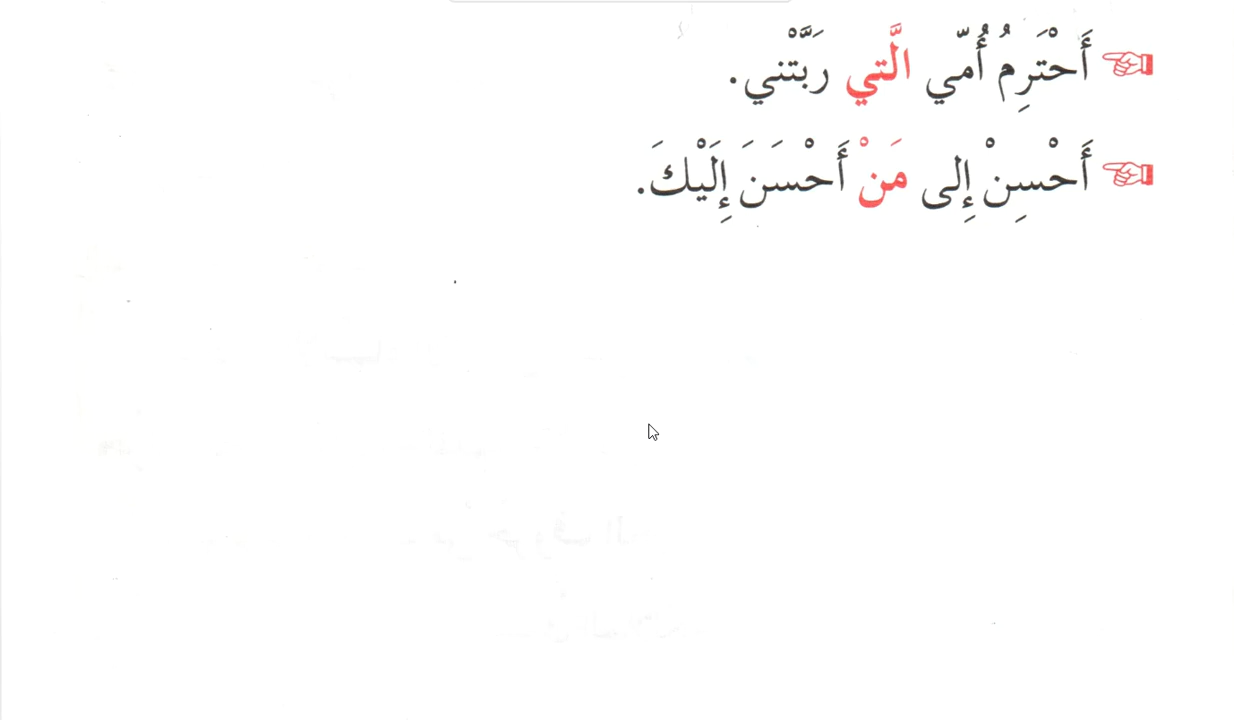 أَحْتَرِمُ أُمّي الَّتي رَبَّتْني.
أَحْسِنْ إِلى مَنْ أَحْسَنَ إِلَيْكَ.